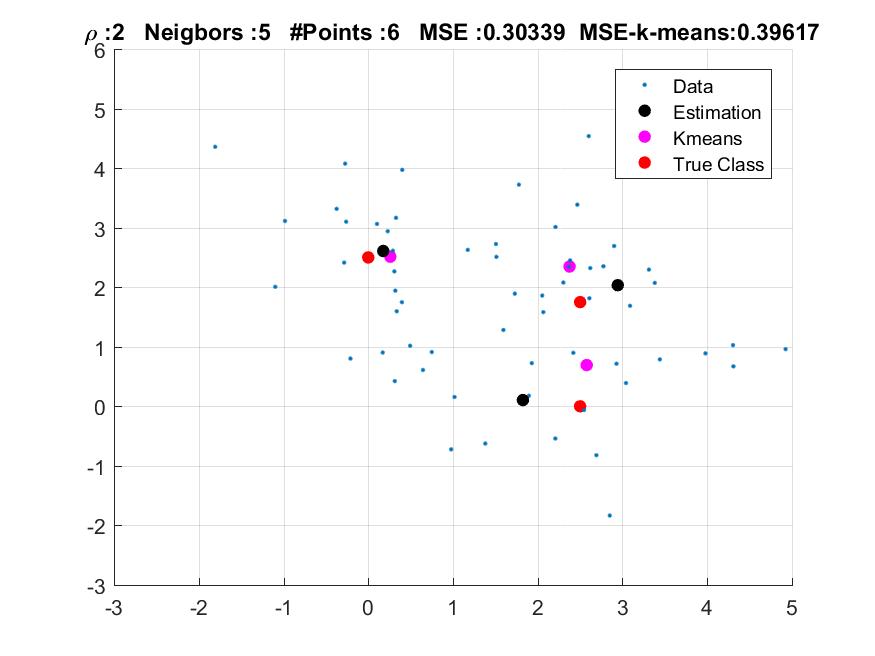 ρ :2 Neigbors :5 #Points :6 MSE :0.30339 MSE-k-means:0.39617
6
5
4
3
2
1
0
-1
-2
-3
-3 -2 -1 0 1 2 3 4 5
Data
Estimation
Kmeans
True Class